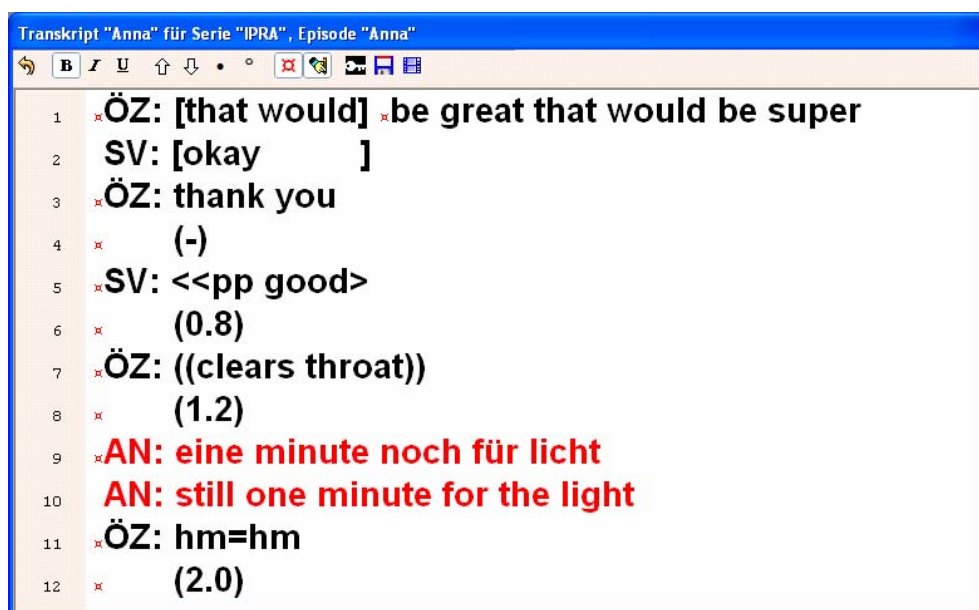 Transkript "Anna" für Serie "IPRA", Episode "Anna"
B I U
1 ¤ÖZ: [that would] ¤be great that would be super
2 SV: [okay ]
3 ¤ÖZ: thank you
4 ¤ (-)
5 ¤SV: <<pp good>
6 ¤ (0.8)
7 ¤ÖZ: ((clears throat))
8 ¤ (1.2)
9 ¤AN: eine minute noch für licht
10 AN: still one minute for the light
11 ¤ÖZ: hm=hm
12 ¤ (2.0)